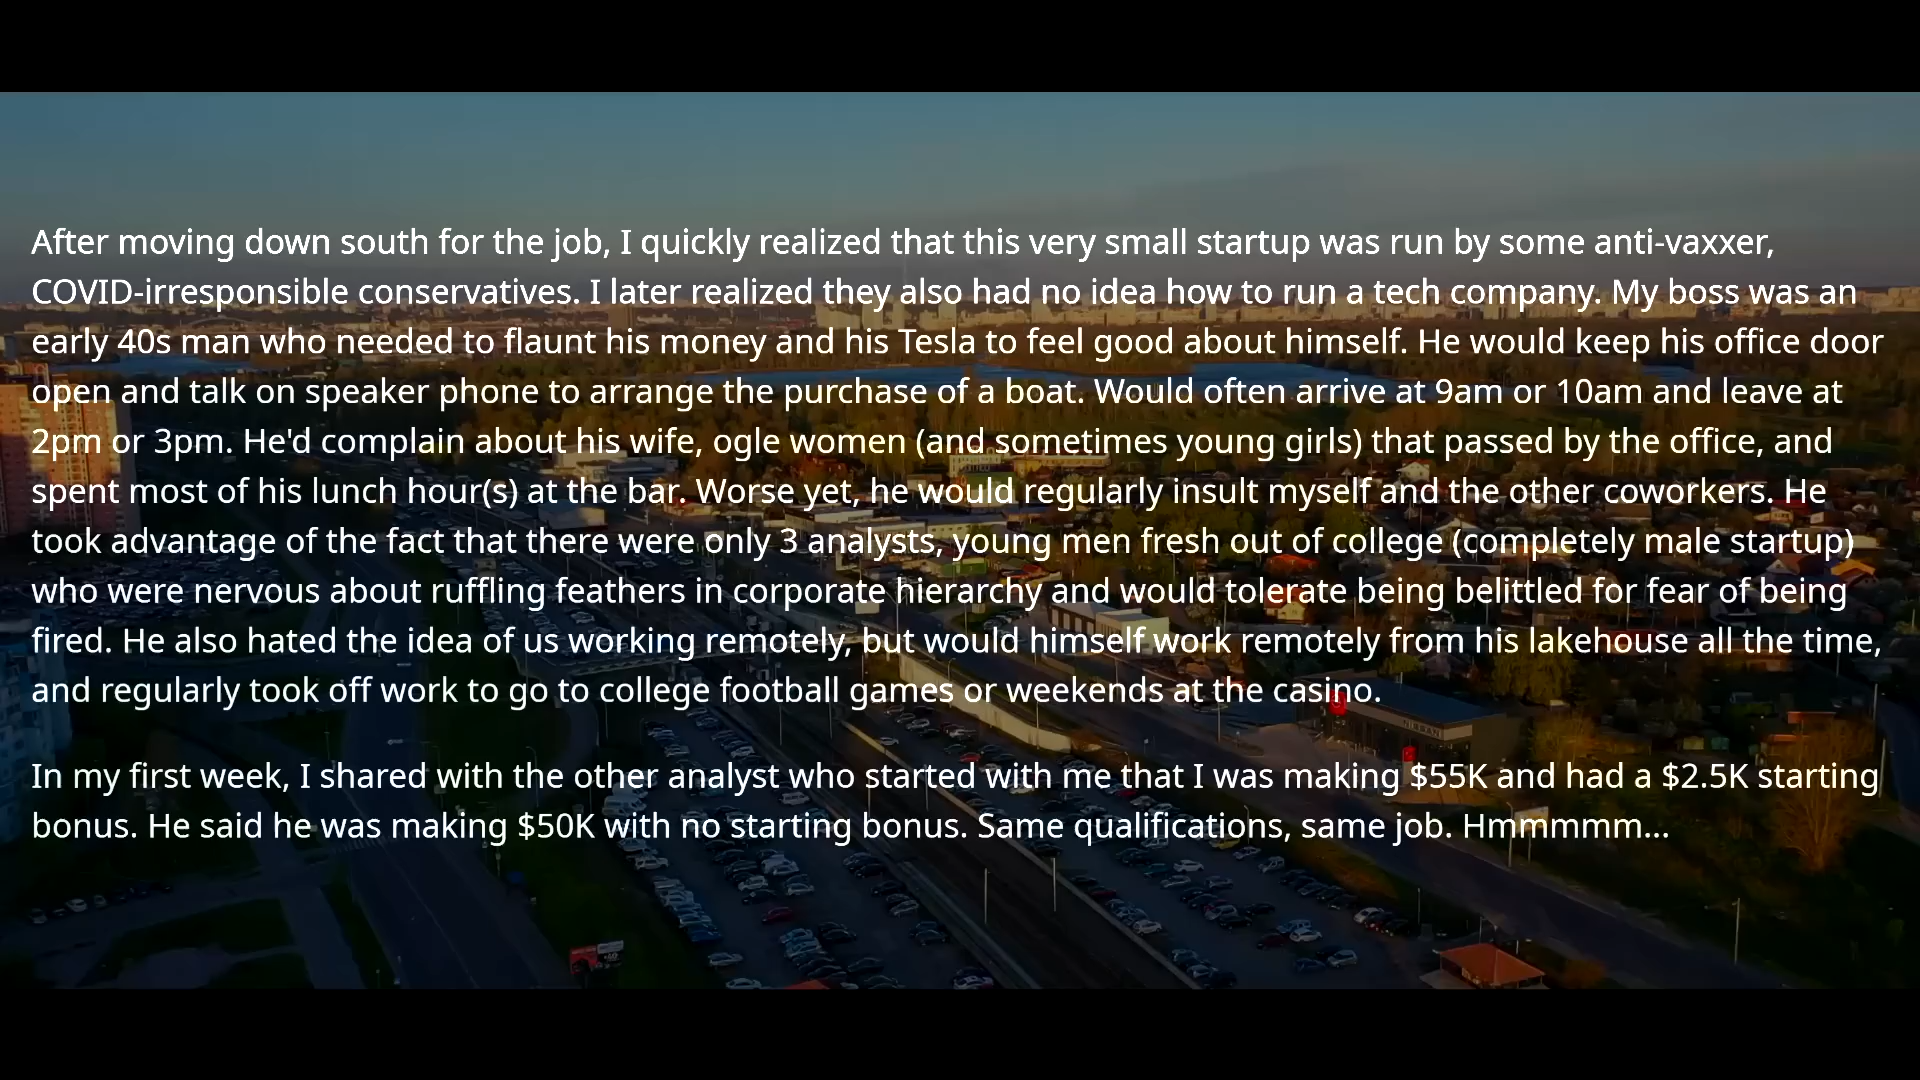 After moving down south for the job, I quickly realized that this very small startup was run by some anti-vaxxer,
COVID-irresponsible conservatives. I later realized they also had no idea how to run a tech company. My boss was an
early 40s man who needed to flaunt his money and his Tesla to feel good about himself. He would keep his office door
open and talk on speaker phone to arrange the purchase of a boat. Would often arrive at 9am or 10am and leave at
2pm or 3pm. He'd complain about his wife, ogle women (and sometimes young girls) that passed by the office, and
spent most of his lunch hour(s) at the bar. Worse yet, he would regularly insult myself and the other coworkers. He
took advantage of the fact that there were only 3 analysts, young men fresh out of college (completely male startup)
who were nervous about ruffling feathers in corporate hierarchy and would tolerate being belittled for fear of being
fired. He also hated the idea of us working remotely, but would himself work remotely from his lakehouse all the time,
and regularly took off work to go to college football games or weekends at the casino.
In my first week, I shared with the other analyst who started with me that I was making $55K and had a $2.5K starting
bonus. He said he was making $50K with no starting bonus. Same qualifications, same job. Hmmmmm...